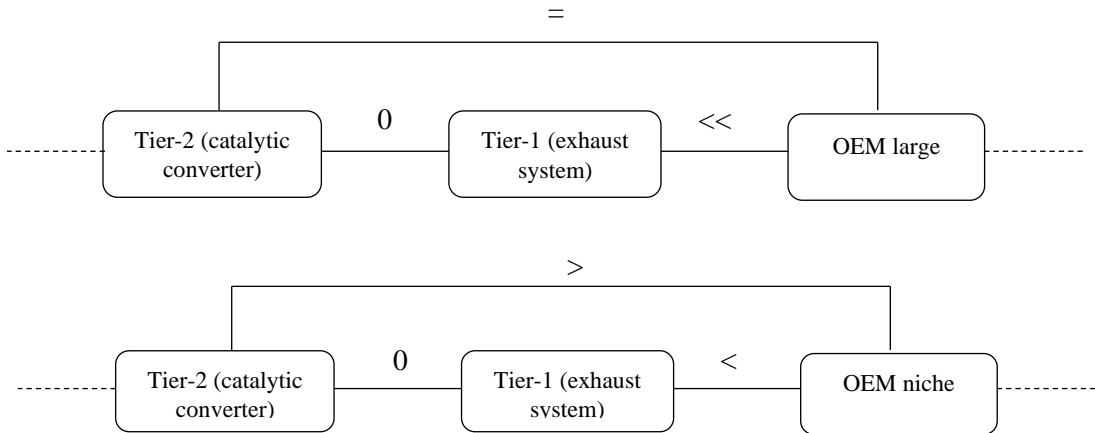 =
0
<<
Tier-2 (catalytic
converter)
Tier-1 (exhaust
system)
OEM large
>
0
<
Tier-2 (catalytic
converter)
Tier-1 (exhaust
system)
OEM niche